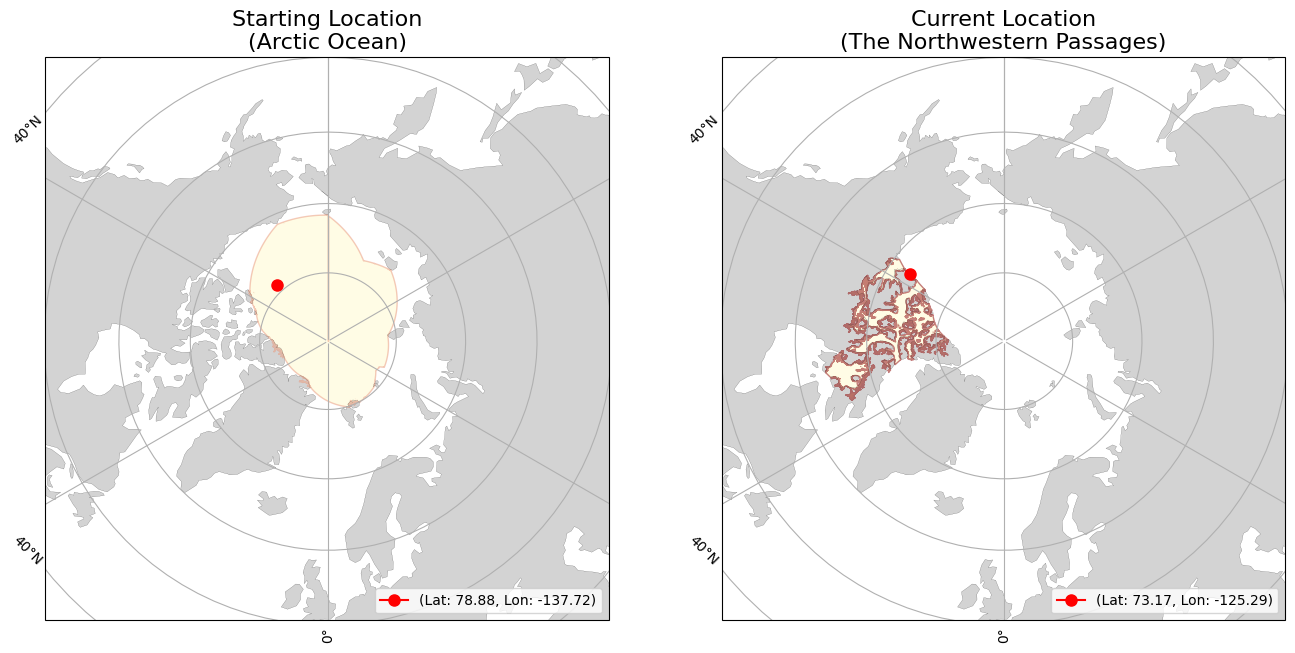 Starting Location
(Arctic Ocean)
40°N
40°N
0°
(Lat: 78.88, Lon: -137.72)
Current Location
(The Northwestern Passages)
40°N
40°N
0°
(Lat: 73.17, Lon: -125.29)